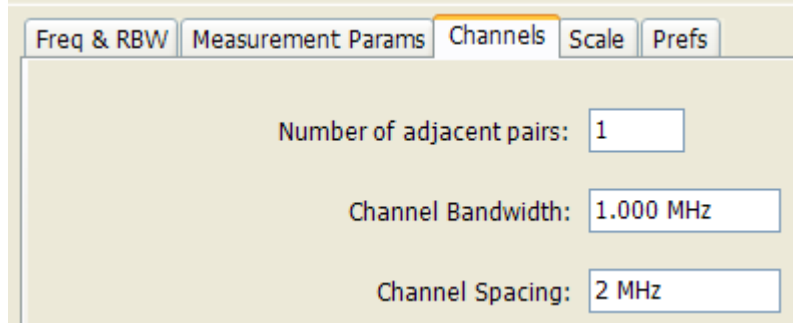 Freq & RBW Measurement Params Channels Scale Prefs
Number of adjacent pairs: 1
Channel Bandwidth: 1.000 MHz
Channel Spacing: 2 MHz